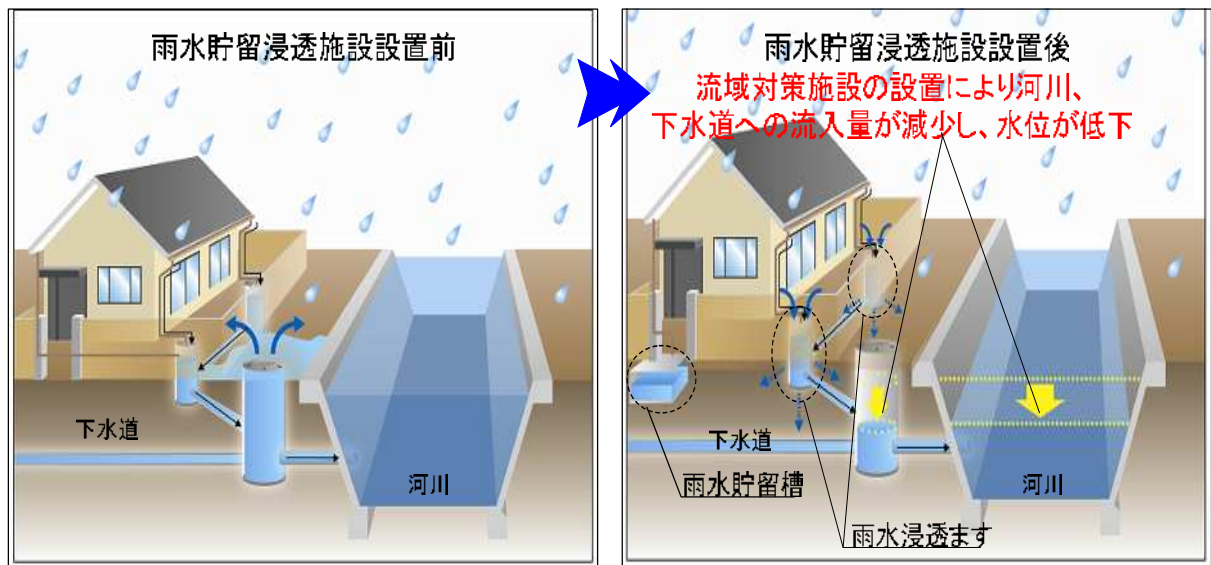 雨水貯留浸透施設設置前
下水道
河川
雨水貯留浸透施設設置後
流域対策施設の設置により河川、
下水道への流入量が減少し、水位が低下
下水道
河川
雨水貯留槽
雨水浸透ます